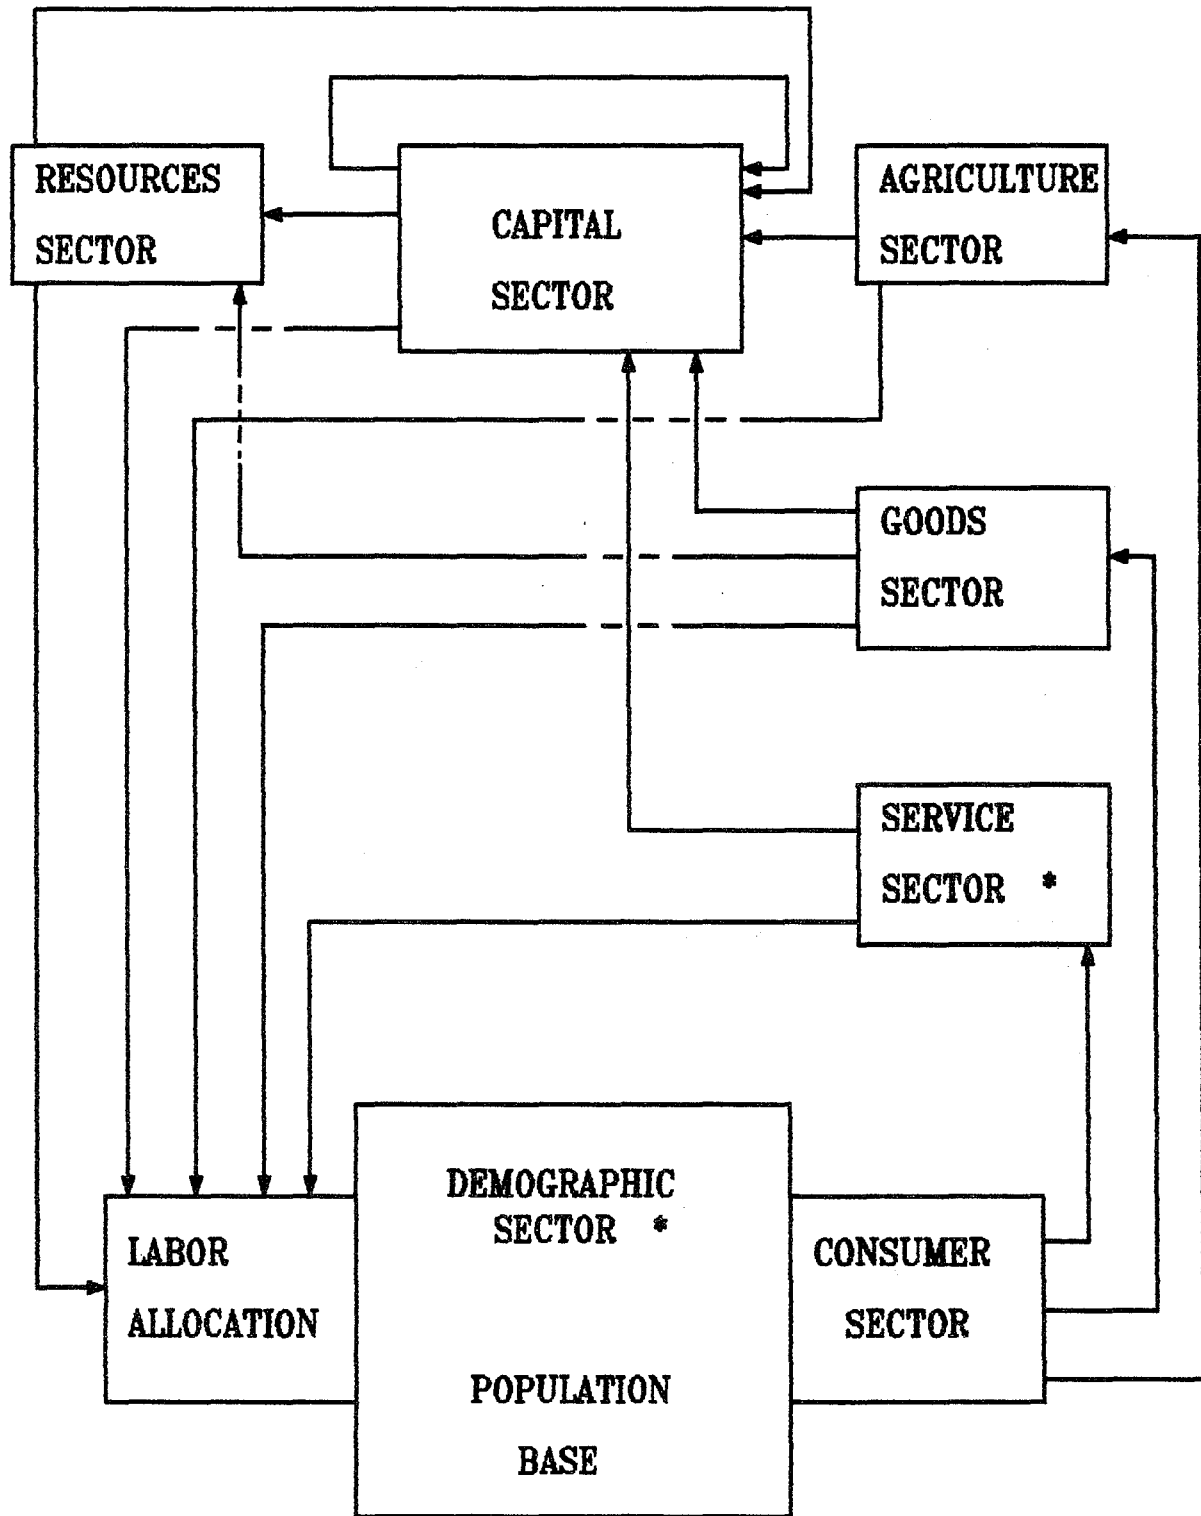 RESOURCES
SECTOR
CAPITAL
SECTOR
AGRICULTURE
SECTOR
GOODS
SECTOR
SERVICE
SECTOR *
DEMOGRAPHIC
SECTOR *
POPULATION
BASE
LABOR
ALLOCATION
CONSUMER
SECTOR